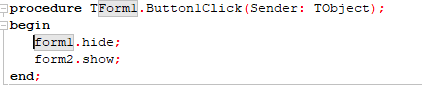 procedure TForm1.Button1Click(Sender: TObject);
begin
form1.hide;
form2.show;
end;